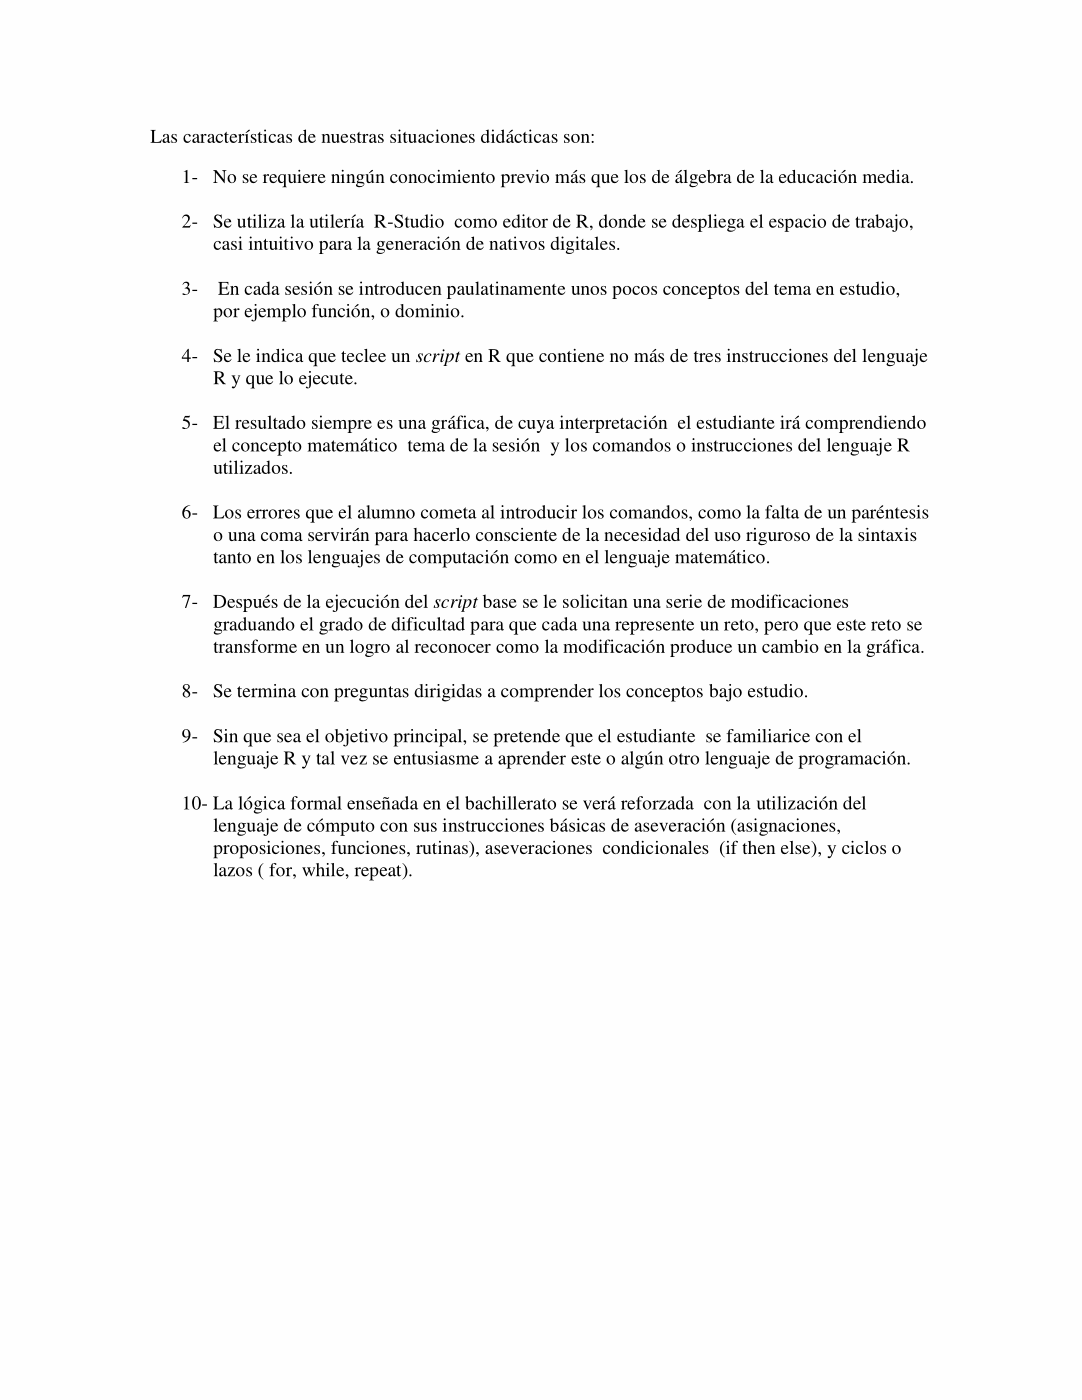 Las características de nuestras situaciones didácticas son:
1- No se requiere ningún conocimiento previo más que los de álgebra de la educación media.
2- Se utiliza la utilería R-Studio como editor de R, donde se despliega el espacio de trabajo,
casi intuitivo para la generación de nativos digitales.
3- En cada sesión se introducen paulatinamente unos pocos conceptos del tema en estudio,
por ejemplo función, o dominio.
4- Se le indica que teclee un script en R que contiene no más de tres instrucciones del lenguaje
R y que lo ejecute.
5- El resultado siempre es una gráfica, de cuya interpretación el estudiante irá comprendiendo
el concepto matemático tema de la sesión y los comandos o instrucciones del lenguaje R
utilizados.
6- Los errores que el alumno cometa al introducir los comandos, como la falta de un paréntesis
o una coma servirán para hacerlo consciente de la necesidad del uso riguroso de la sintaxis
tanto en los lenguajes de computación como en el lenguaje matemático.
7- Después de la ejecución del script base se le solicitan una serie de modificaciones
graduando el grado de dificultad para que cada una represente un reto, pero que este reto se
transforme en un logro al reconocer como la modificación produce un cambio en la gráfica.
8- Se termina con preguntas dirigidas a comprender los conceptos bajo estudio.
9- Sin que sea el objetivo principal, se pretende que el estudiante se familiarice con el
lenguaje R y tal vez se entusiasme a aprender este o algún otro lenguaje de programación.
10- La lógica formal enseñada en el bachillerato se verá reforzada con la utilización del
lenguaje de cómputo con sus instrucciones básicas de aseveración (asignaciones,
proposiciones, funciones, rutinas), aseveraciones condicionales (if then else), y ciclos o
lazos ( for, while, repeat).